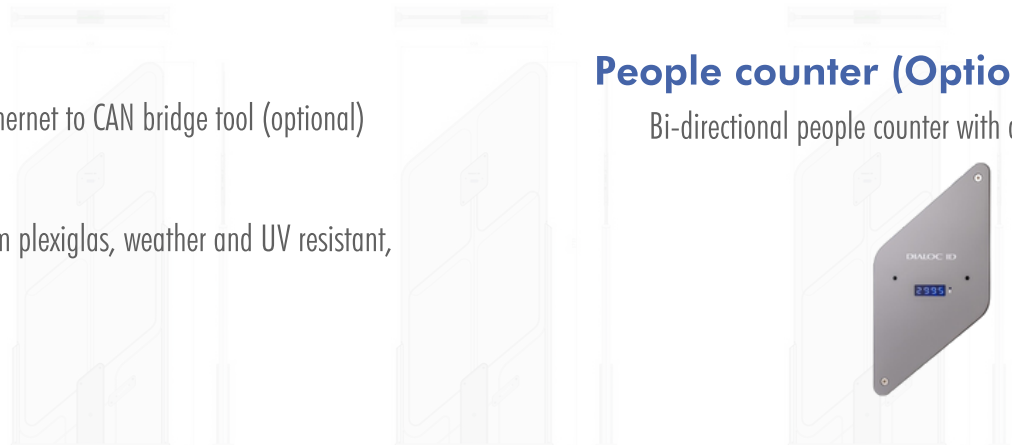 hernet to CAN bridge tool (optional)
m plexiglas, weather and UV resistant,
People counter (Optio
Bi-directional people counter with
DIALOC ID
2995